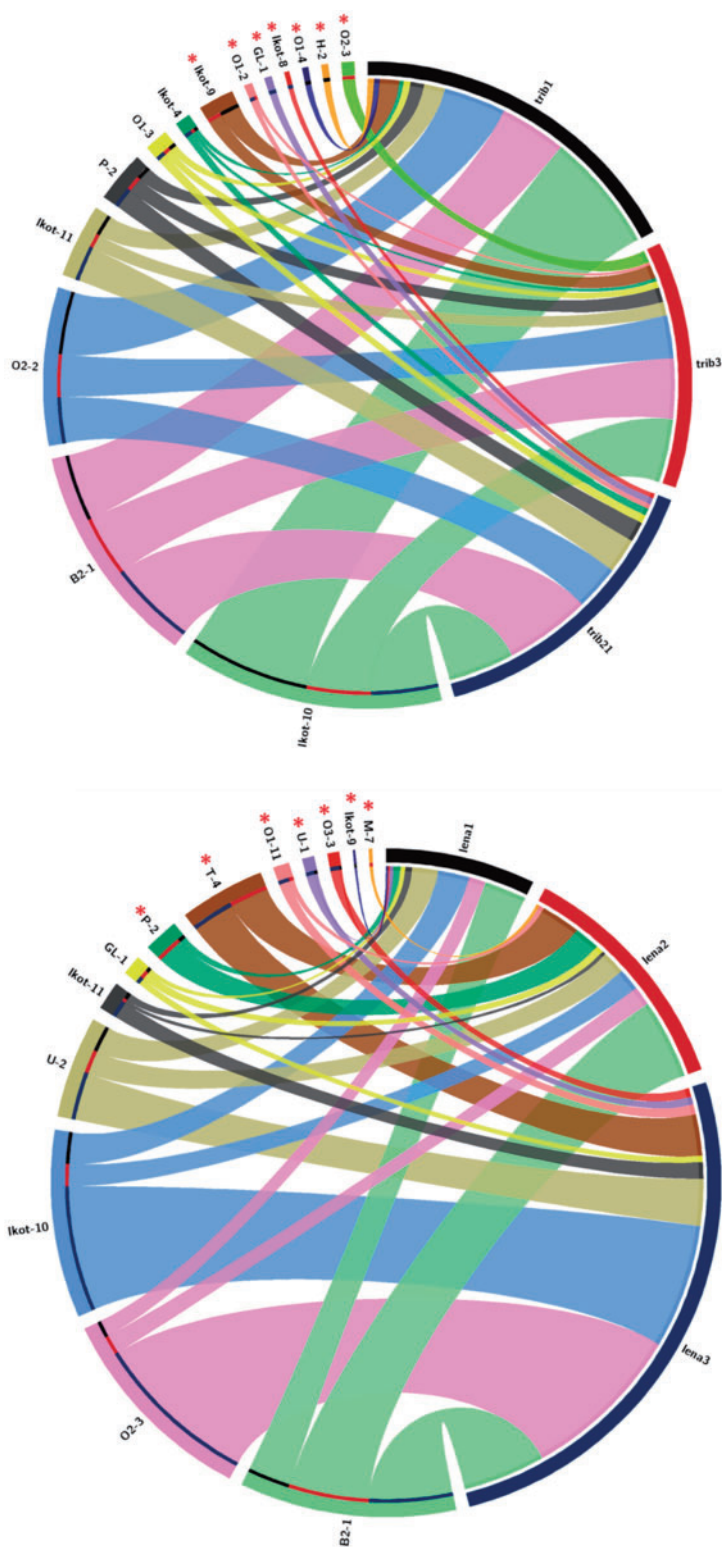 * O2-3
* H-2
* O1-4
* Ikot-8
* GL-1
* O1-2
* Ikot-9
Ikot-4
O1-3
P-2
Ikot-11
O2-2
B2-1
Ikot-10
trib1
trib3
trib21
* M-7
* Ikot-9
* O3-3
* U-1
* O1-11
* T-4
* P-2
GL-1
Ikot-11
U-2
Ikot-10
O2-3
B2-1
lena1
lena2
lena3